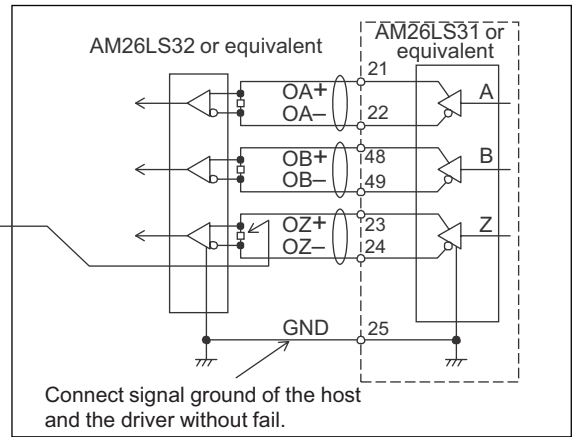 AM26LS32 or equivalent
AM26LS31 or
equivalent
21
OA+
OA–
22
A
OB+
OB–
48
49
B
OZ+
OZ–
23
24
Z
GND
25
Connect signal ground of the host
and the driver without fail.